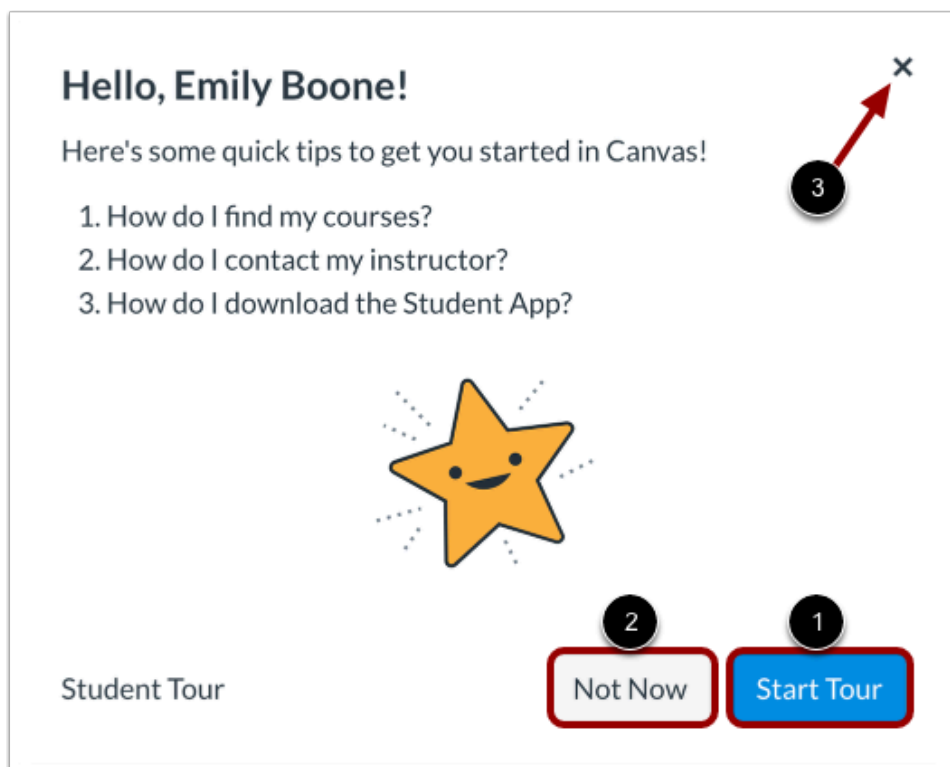 Hello, Emily Boone!
×
Here's some quick tips to get you started in Canvas!
3
1. How do I find my courses?
2. How do I contact my instructor?
3. How do I download the Student App?
2
1
Student Tour
Not Now
Start Tour